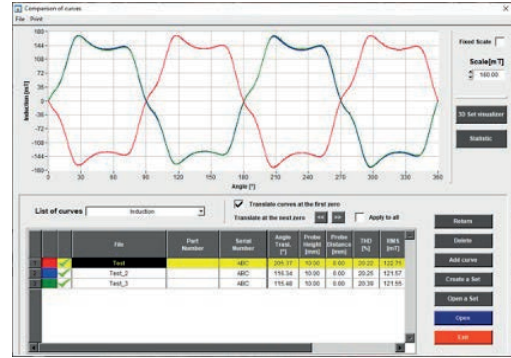 Comparison of curves
File Print
180-
144-
108-
72-
36-
0-
-36-
-72-
-108-
-144-
-180-
Induction [mT]
0 30 60 90 120 150 180 210 240 270 300 330 360
Angle [°]
Fixed Scale
Scale[mT]
160.00
3D Set visualizer
Statistic
List of curves Induction
Translate curves at the first zero
Translate at the next zero << >> Apply to all
File Part Number Serial Number Angle Transl. [°] Probe Height [mm] Probe Distance [mm] THD [%] RMS [mT]
1 Test ABC 205.37 10.00 0.00 20.22 122.71
2 Test_2 ABC 116.34 10.00 0.00 20.25 121.57
3 Test_3 ABC 115.48 10.00 0.00 20.30 121.55
Return
Delete
Add curve
Create a Set
Open a Set
Open
Exit